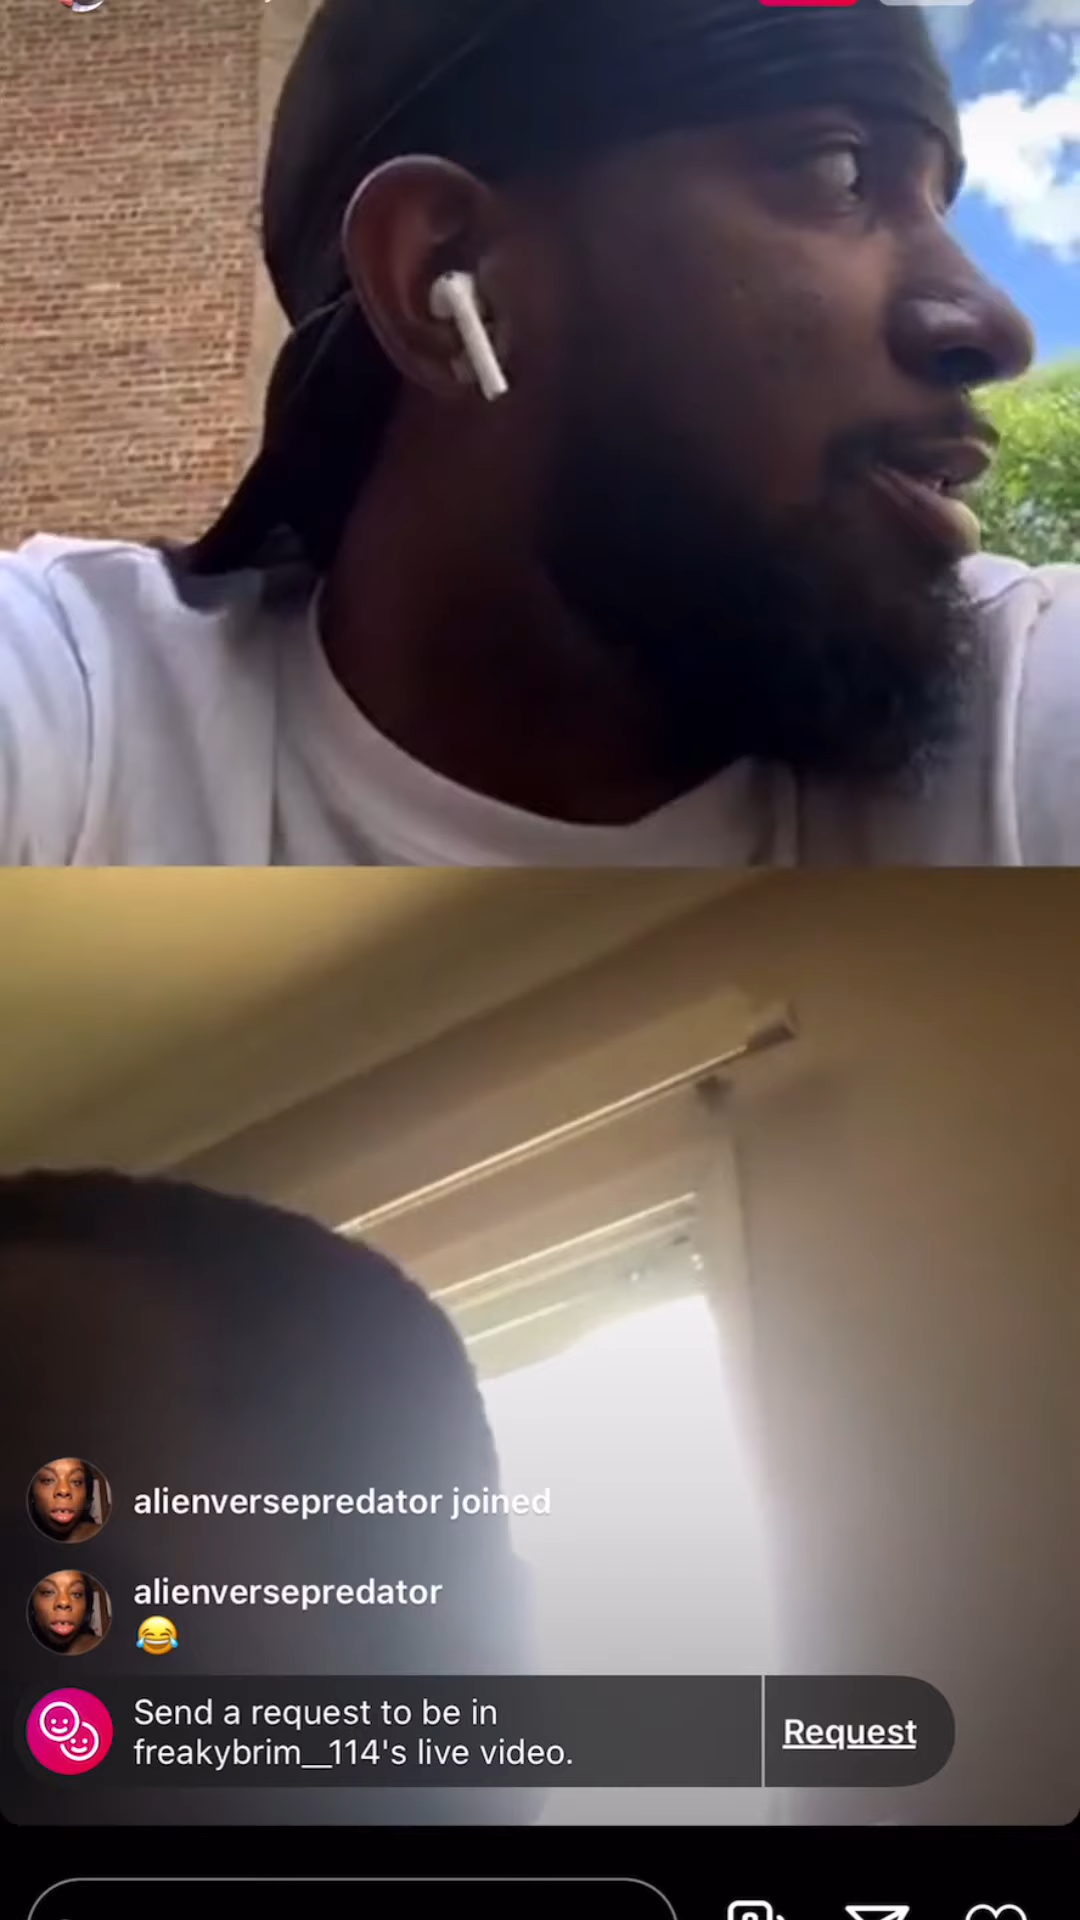 alienversepredator joined
alienversepredator
😂
Send a request to be in
freakybrim__114's live video.
Request